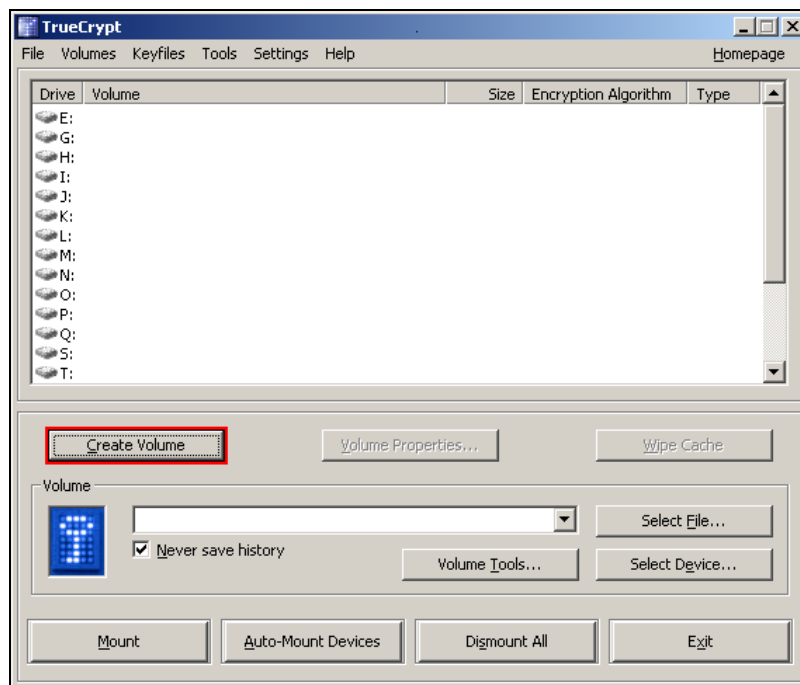 TrueCrypt
File Volumes Keyfiles Tools Settings Help Homepage
Drive Volume Size Encryption Algorithm Type
E:
G:
H:
I:
J:
K:
L:
M:
N:
O:
P:
Q:
S:
T:
Create Volume Volume Properties... Wipe Cache
Volume
Select File...
Never save history
Volume Tools... Select Device...
Mount Auto-Mount Devices Dismount All Exit